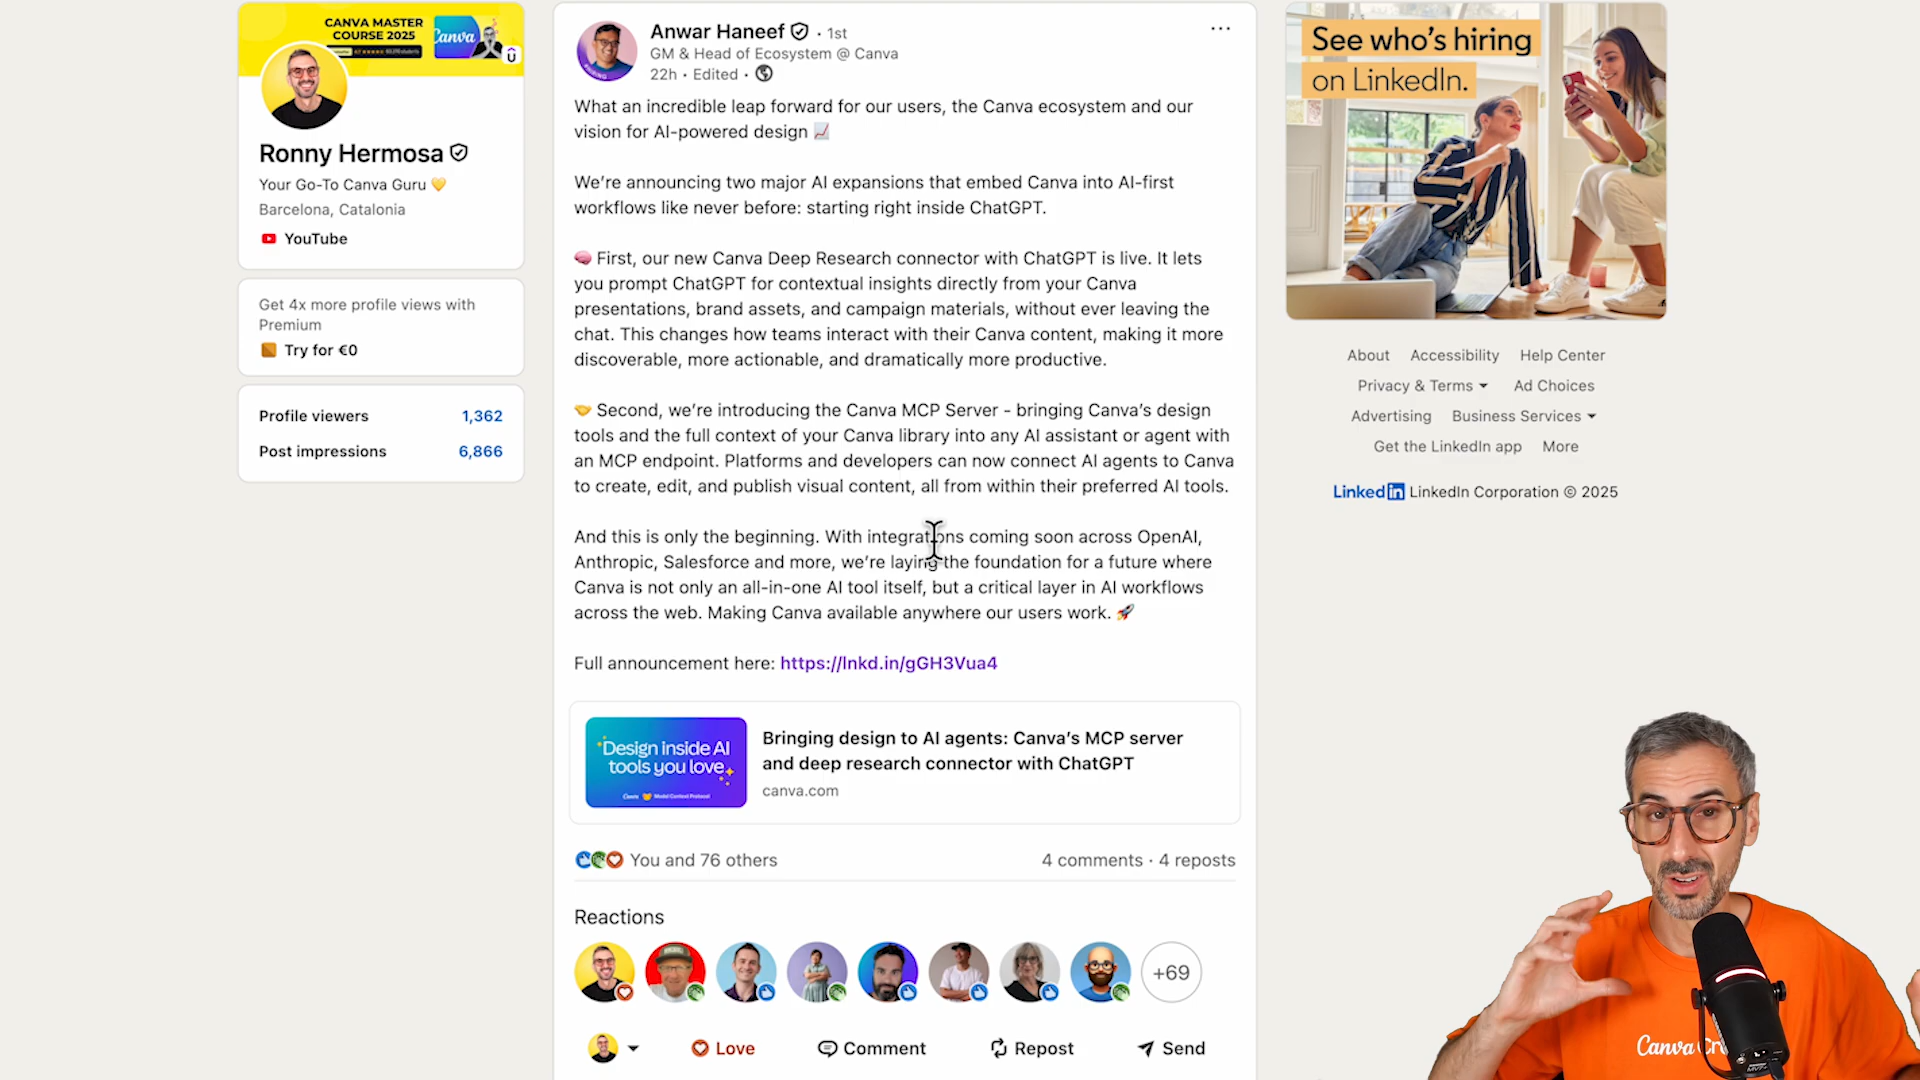 CANVA MASTER
COURSE 2025
Canva
Ronny Hermosa
Your Go-To Canva Guru 💛
Barcelona, Catalonia
YouTube
Get 4x more profile views with
Premium
Try for €0
Profile viewers 1,362
Post impressions 6,866
Anwar Haneef · 1st
GM & Head of Ecosystem @ Canva
22h · Edited ·
What an incredible leap forward for our users, the Canva ecosystem and our
vision for AI-powered design 📈
We’re announcing two major AI expansions that embed Canva into AI-first
workflows like never before: starting right inside ChatGPT.
🧠 First, our new Canva Deep Research connector with ChatGPT is live. It lets
you prompt ChatGPT for contextual insights directly from your Canva
presentations, brand assets, and campaign materials, without ever leaving the
chat. This changes how teams interact with their Canva content, making it more
discoverable, more actionable, and dramatically more productive.
🤝 Second, we’re introducing the Canva MCP Server - bringing Canva’s design
tools and the full context of your Canva library into any AI assistant or agent with
an MCP endpoint. Platforms and developers can now connect AI agents to Canva
to create, edit, and publish visual content, all from within their preferred AI tools.
And this is only the beginning. With integrations coming soon across OpenAI,
Anthropic, Salesforce and more, we’re laying the foundation for a future where
Canva is not only an all-in-one AI tool itself, but a critical layer in AI workflows
across the web. Making Canva available anywhere our users work. 🚀
Full announcement here: https://lnkd.in/gGH3Vua4
Design inside AI
tools you love
Canva Model Context Protocol
Bringing design to AI agents: Canva’s MCP server
and deep research connector with ChatGPT
canva.com
You and 76 others
4 comments · 4 reposts
Reactions
+69
Love
Comment
Repost
Send
See who’s hiring
on LinkedIn.
About Accessibility Help Center
Privacy & Terms Ad Choices
Advertising Business Services
Get the LinkedIn app More
LinkedIn LinkedIn Corporation © 2025
Canva